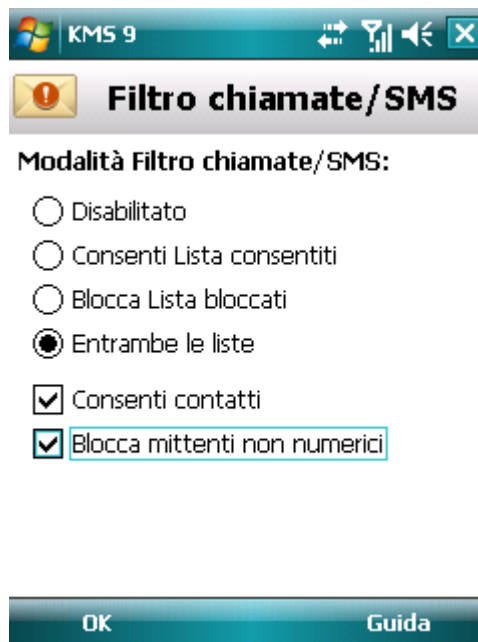 KMS 9
Filtro chiamate/SMS
Modalità Filtro chiamate/SMS:
Disabilitato
Consenti Lista consentiti
Blocca Lista bloccati
Entrambe le liste
Consenti contatti
Blocca mittenti non numerici
OK Guida